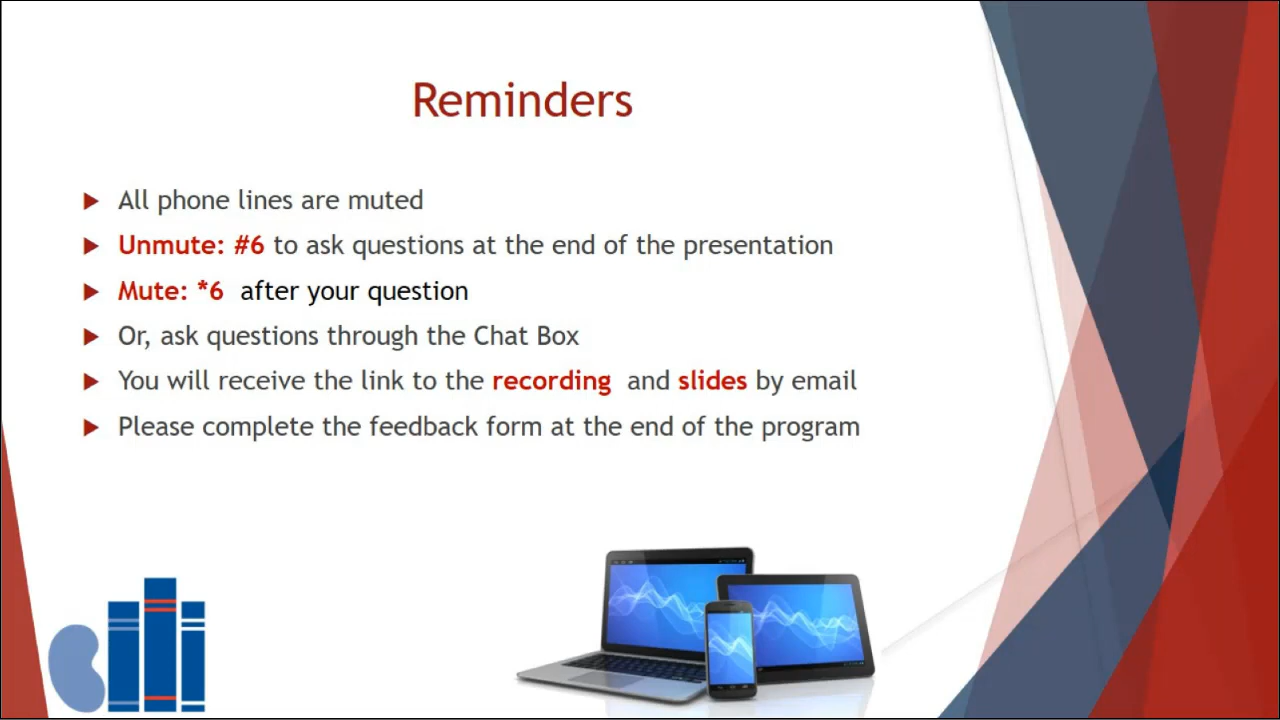 Reminders
All phone lines are muted
Unmute: #6 to ask questions at the end of the presentation
Mute: *6 after your question
Or, ask questions through the Chat Box
You will receive the link to the recording and slides by email
Please complete the feedback form at the end of the program